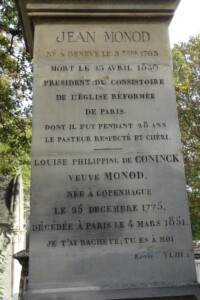 JEAN MONOD
NÉ À GENÈVE LE 5 7BRE 1765
MORT LE 23 AVRIL 1836
PRÉSIDENT DU CONSISTOIRE
DE L'ÉGLISE RÉFORMÉE
DE PARIS.
DONT IL FUT PENDANT 28 ANS
LE PASTEUR RESPECTÉ ET CHÉRI.
LOUISE PHILIPPINE DE CONINCK
VEUVE MONOD.
NÉE À COPENHAGUE
LE 25 DÉCEMBRE 1775.
DÉCÉDÉE À PARIS LE 4 MARS 1851.
JE T'AI RACHETÉ; TU ES À MOI